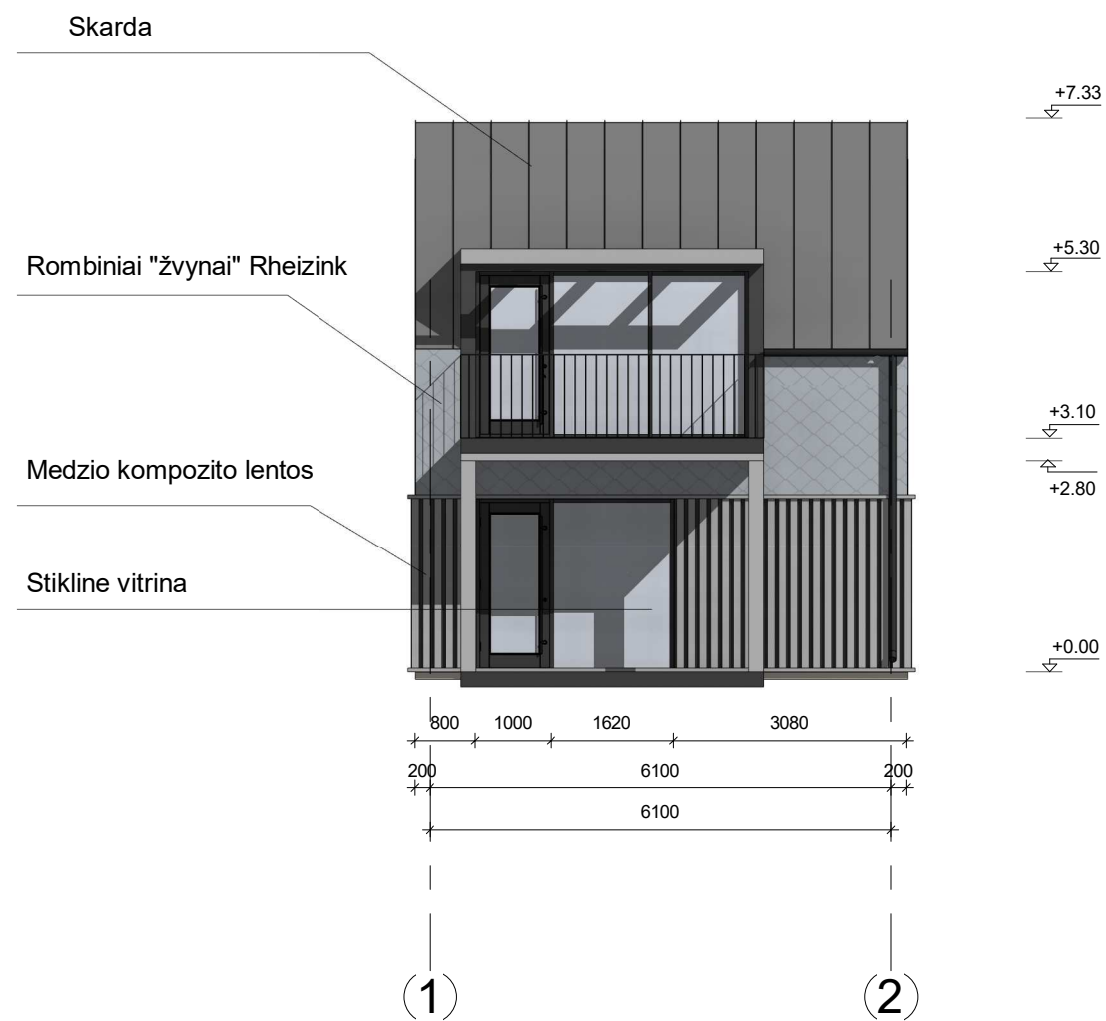 Skarda
+7.33
+5.30
Rombiniai "žvynai" Rheizink
+3.10
Medzio kompozito lentos
+2.80
Stikline vitrina
+0.00
800 1000 1620 3080
200 6100 200
6100
1 2